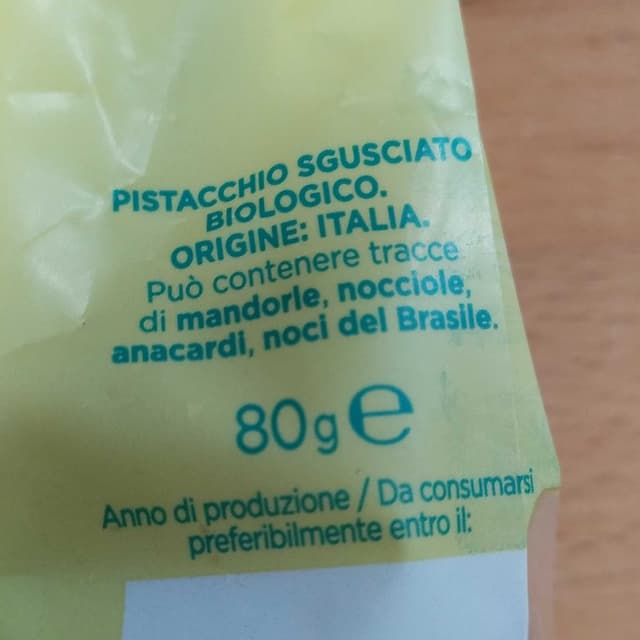 PISTACCHIO SGUSCIATO
BIOLOGICO.
ORIGINE: ITALIA.
Può contenere tracce
di mandorle, nocciole,
anacardi, noci del Brasile.
80g e
Anno di produzione / Da consumarsi
preferibilmente entro il: